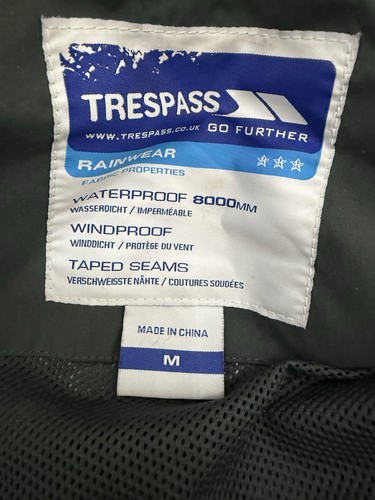 TRESPASS
WWW.TRESPASS.CO.UK GO FURTHER
RAINWEAR
FABRIC PROPERTIES
WATERPROOF 8000MM
WASSERDICHT / IMPERMÉABLE
WINDPROOF
WINDDICHT / PROTÈGE DU VENT
TAPED SEAMS
VERSCHWEISSTE NÄHTE / COUTURES SOUDÉES
MADE IN CHINA
M